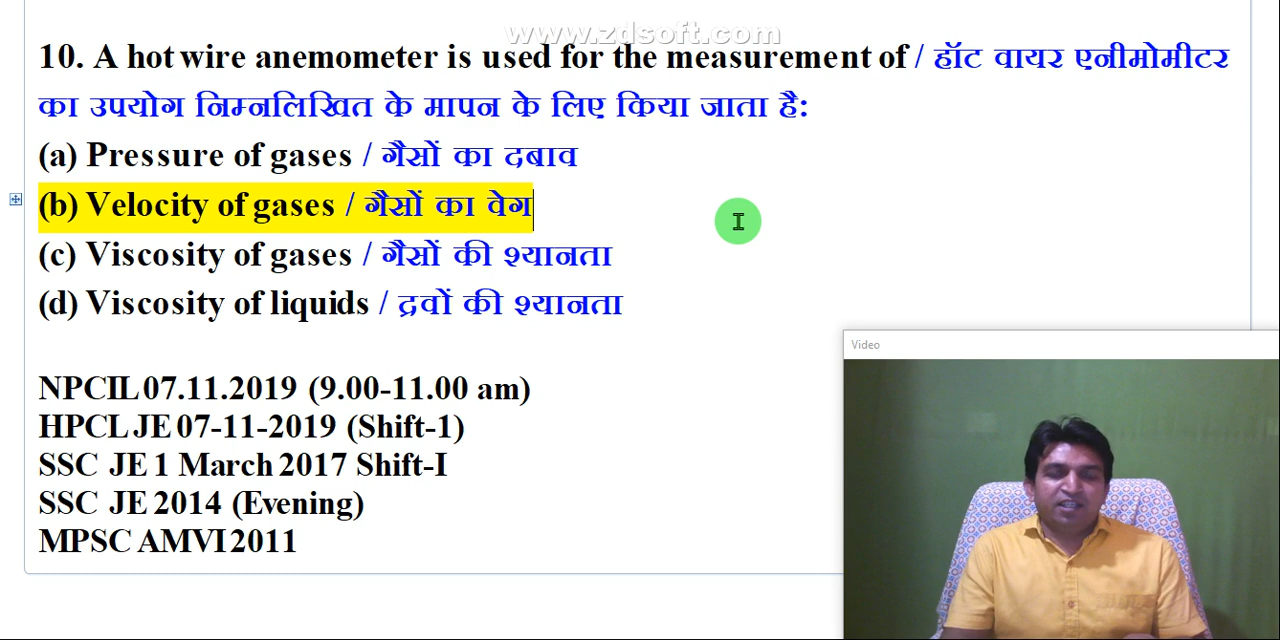 www.zdsoft.com
10. A hot wire anemometer is used for the measurement of / हॉट वायर एनीमोमीटर
का उपयोग निम्नलिखित के मापन के लिए किया जाता है:
(a) Pressure of gases / गैसों का दबाव
(b) Velocity of gases / गैसों का वेग
(c) Viscosity of gases / गैसों की श्यानता
(d) Viscosity of liquids / द्रवों की श्यानता
Video
NPCIL 07.11.2019 (9.00-11.00 am)
HPCL JE 07-11-2019 (Shift-1)
SSC JE 1 March 2017 Shift-I
SSC JE 2014 (Evening)
MPSC AMVI 2011